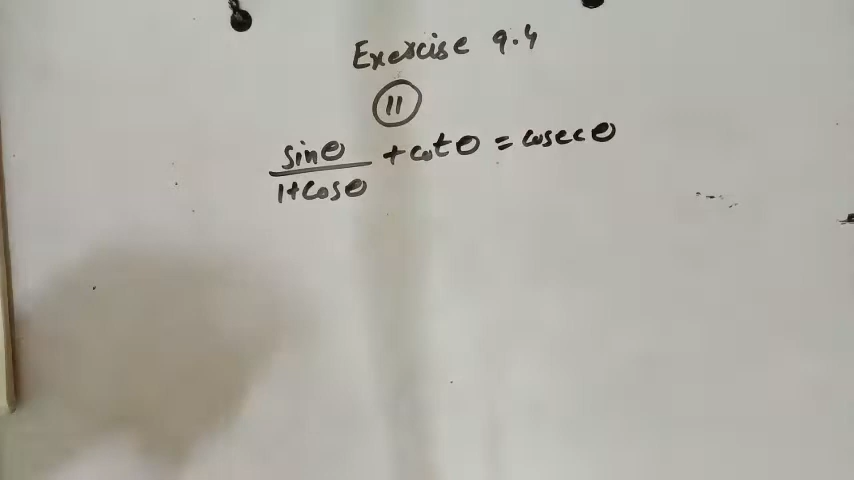 Exercise 9.4
11
sinθ / 1+cosθ + cotθ = cosecθ